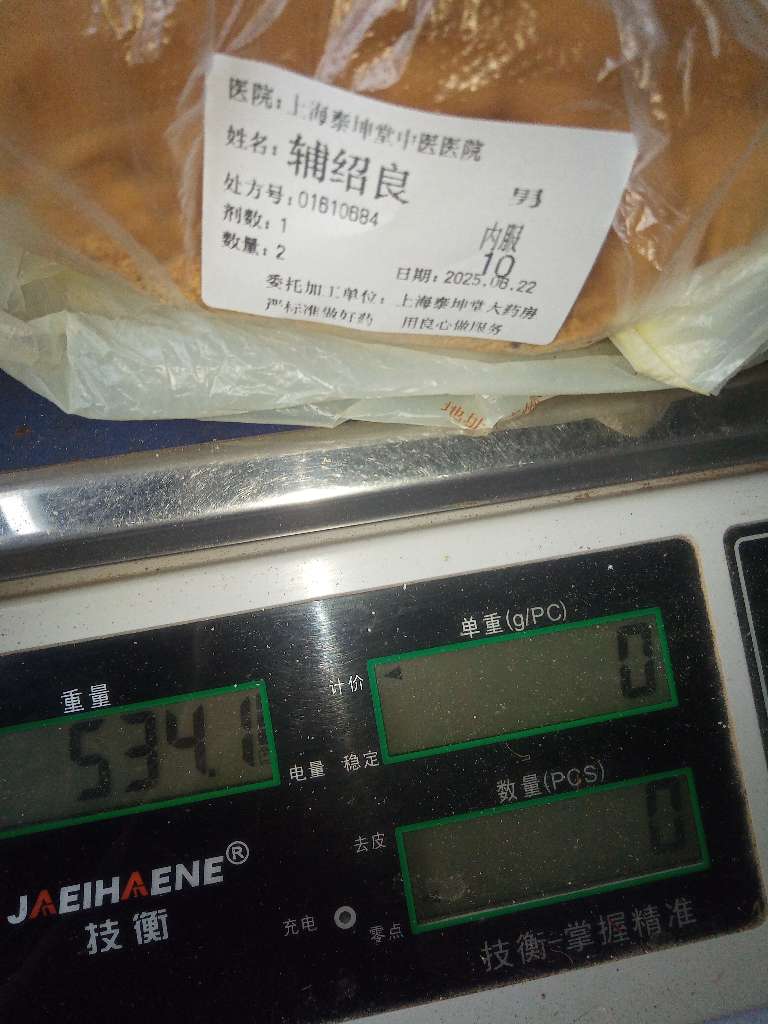 医院：上海泰坤堂中医医院
姓名：辅绍良 男
处方号：01610684
剂数：1 内服
数量：2 10
日期：2025.08.22
委托加工单位：上海泰坤堂大药房
严标准做好药 用良心做服务
地址
单重(g/PC)
计价 0
重量
534.1
电量 稳定
数量(PCS)
去皮 0
JAEIHAENE®
技衡
充电 零点
技衡-掌握精准